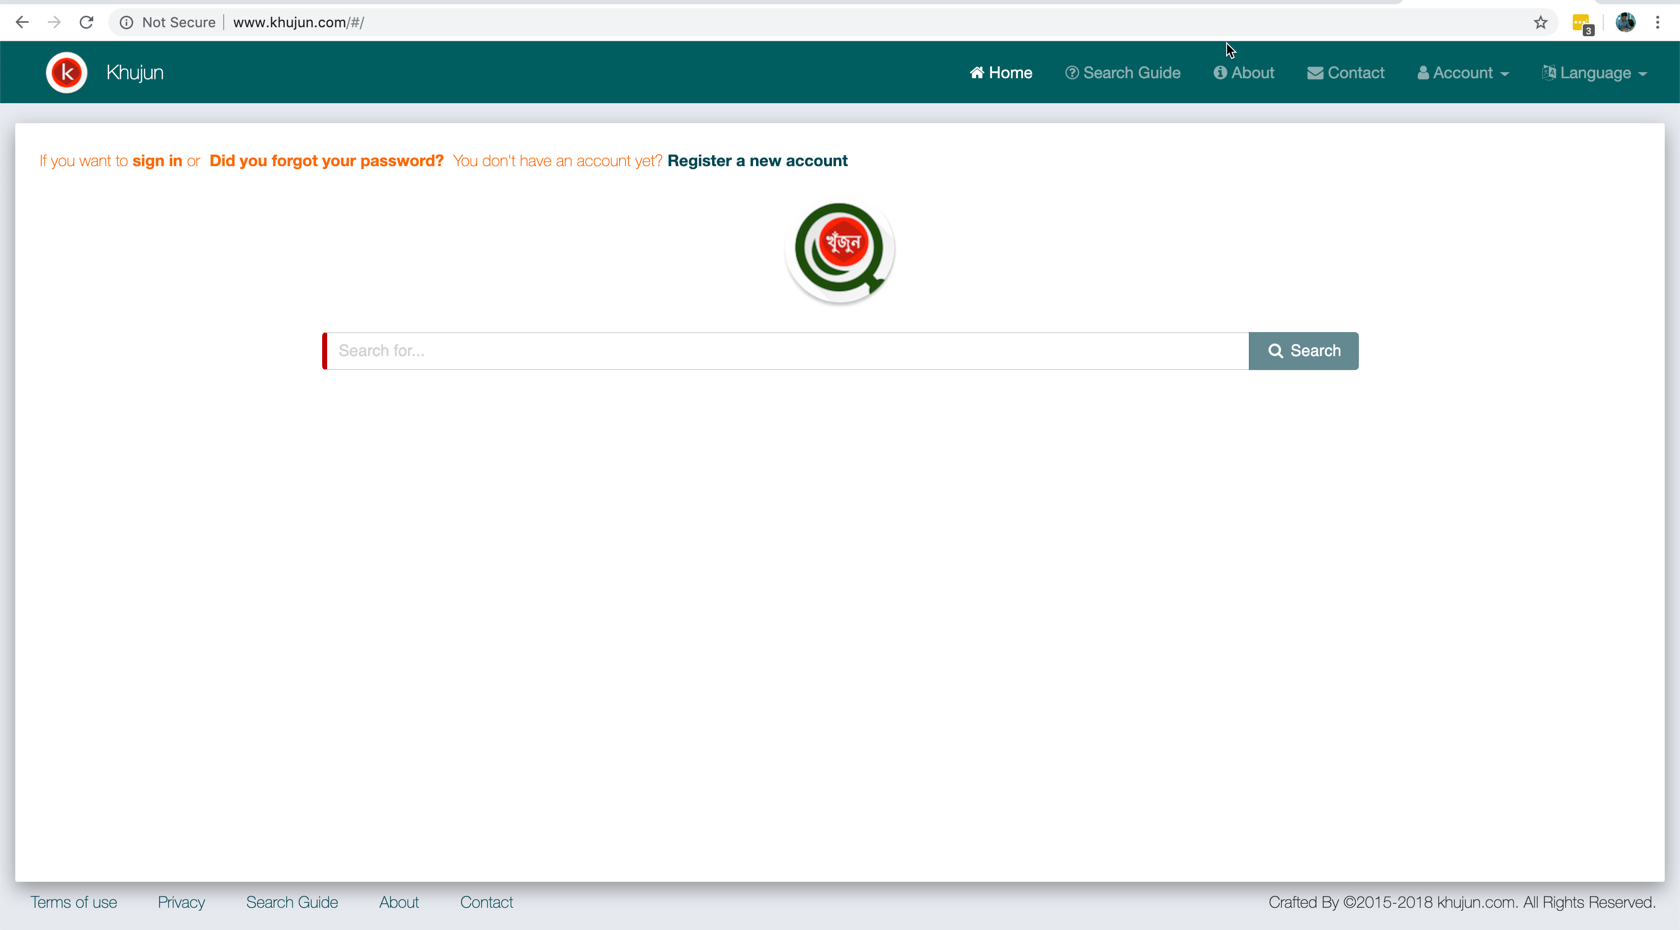 Not Secure | www.khujun.com/#/
3
k Khujun Home Search Guide About Contact Account Language
If you want to sign in or Did you forgot your password? You don't have an account yet? Register a new account
খুঁজুন
Search for... Search
Terms of use Privacy Search Guide About Contact Crafted By ©2015-2018 khujun.com. All Rights Reserved.